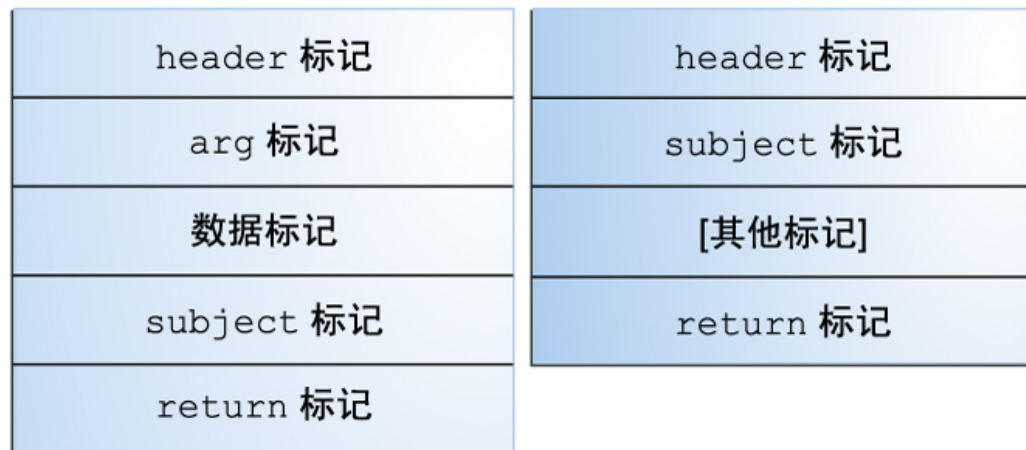 header 标记
arg 标记
数据标记
subject 标记
return 标记
header 标记
subject 标记
[其他标记]
return 标记